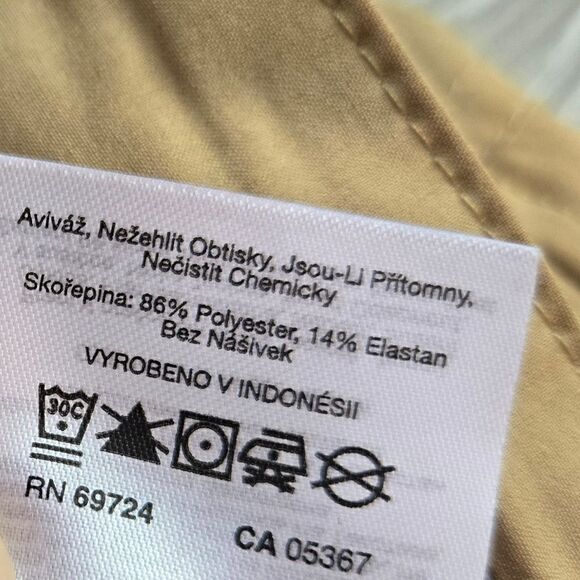 Aviváž, Nežehlit Obtisky, Jsou-Li Přítomny,
Nečistit Chemicky
Skořepina: 86% Polyester, 14% Elastan
Bez Nášivek
VYROBENO V INDONÉSII
30C
RN 69724
CA 05367